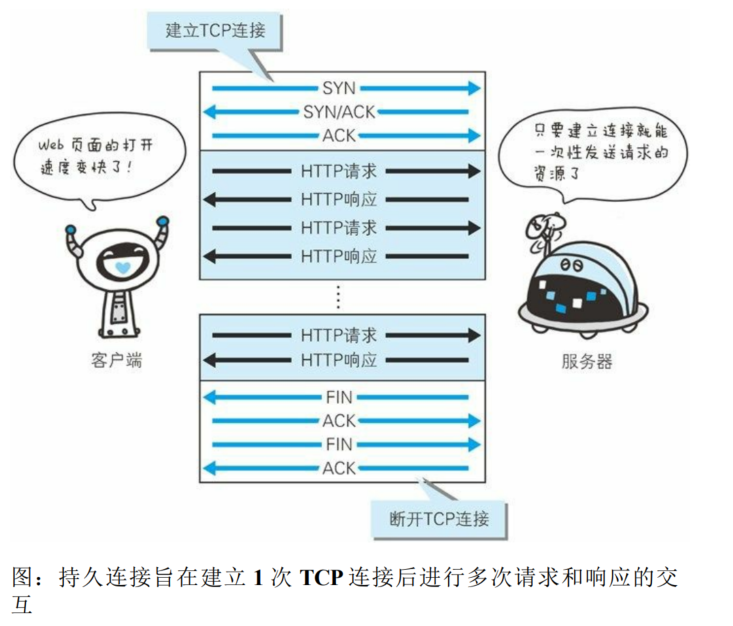 建立TCP连接
SYN
SYN/ACK
ACK
Web 页面的打开
速度变快了！
只要建立连接就能
一次性发送请求的
资源了
HTTP请求
HTTP响应
HTTP请求
HTTP响应
HTTP请求
HTTP响应
客户端
服务器
FIN
ACK
FIN
ACK
断开TCP连接
图：持久连接旨在建立 1 次 TCP 连接后进行多次请求和响应的交
互